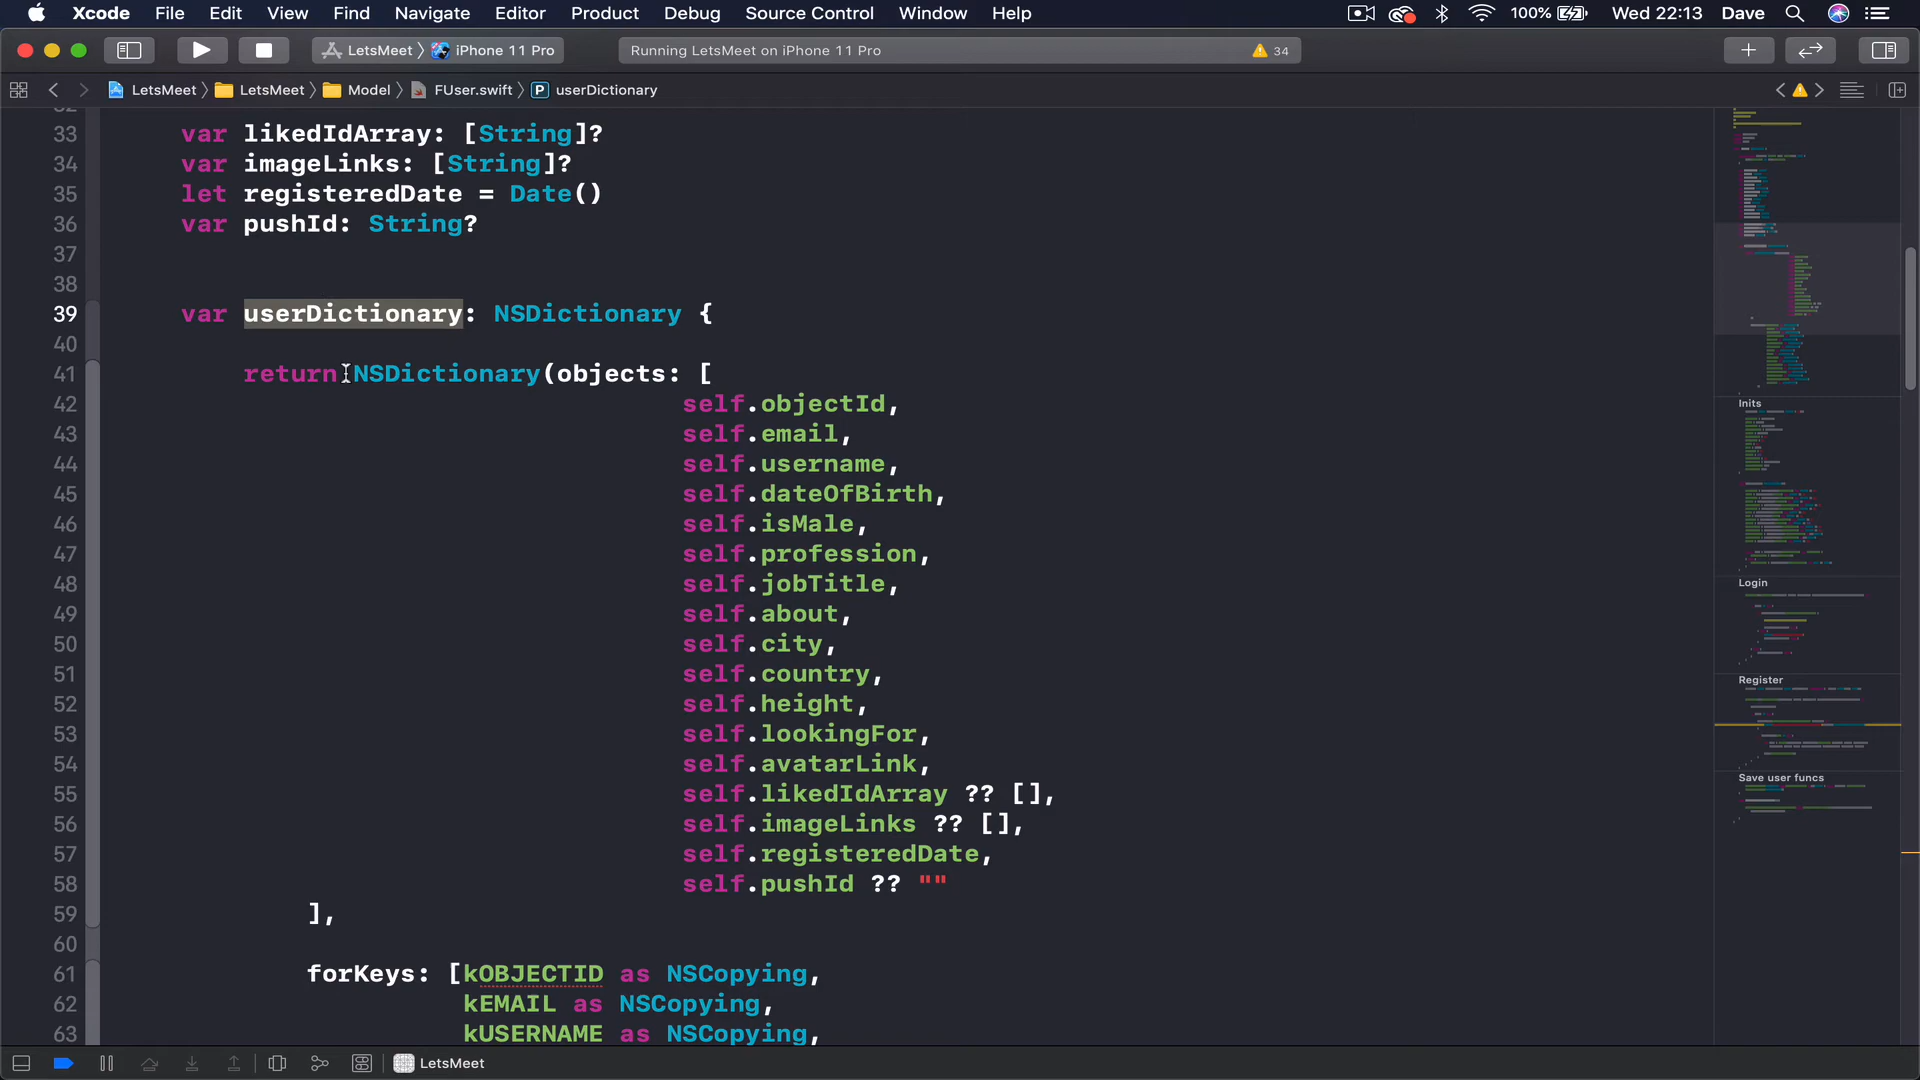 Xcode File Edit View Find Navigate Editor Product Debug Source Control Window Help 100% Wed 22:13 Dave
LetsMeet iPhone 11 Pro Running LetsMeet on iPhone 11 Pro 34
LetsMeet LetsMeet Model FUser.swift P userDictionary
33 var likedIdArray: [String]?
34 var imageLinks: [String]?
35 let registeredDate = Date()
36 var pushId: String?
37
38
39 var userDictionary: NSDictionary {
40
41 return NSDictionary(objects: [
42 self.objectId,
43 self.email,
44 self.username,
45 self.dateOfBirth,
46 self.isMale,
47 self.profession,
48 self.jobTitle,
49 self.about,
50 self.city,
51 self.country,
52 self.height,
53 self.lookingFor,
54 self.avatarLink,
55 self.likedIdArray ?? [],
56 self.imageLinks ?? [],
57 self.registeredDate,
58 self.pushId ?? ""
59 ],
60
61 forKeys: [kOBJECTID as NSCopying,
62 kEMAIL as NSCopying,
63 kUSERNAME as NSCopying,
Inits
Login
Register
Save user funcs
LetsMeet